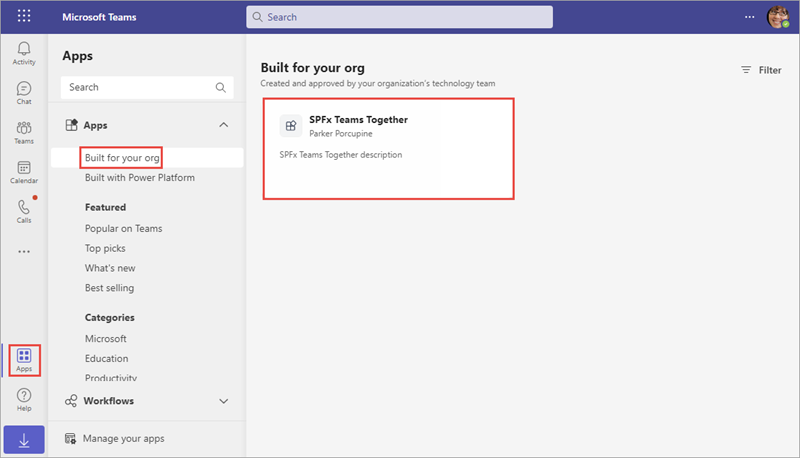 Microsoft Teams
Search
Activity
Chat
Teams
Calendar
Calls
Apps
Help
Apps
Search
Apps
Built for your org
Built with Power Platform
Featured
Popular on Teams
Top picks
What's new
Best selling
Categories
Microsoft
Education
Productivity
Workflows
Manage your apps
Built for your org
Created and approved by your organization's technology team
Filter
SPFx Teams Together
Parker Porcupine
SPFx Teams Together description